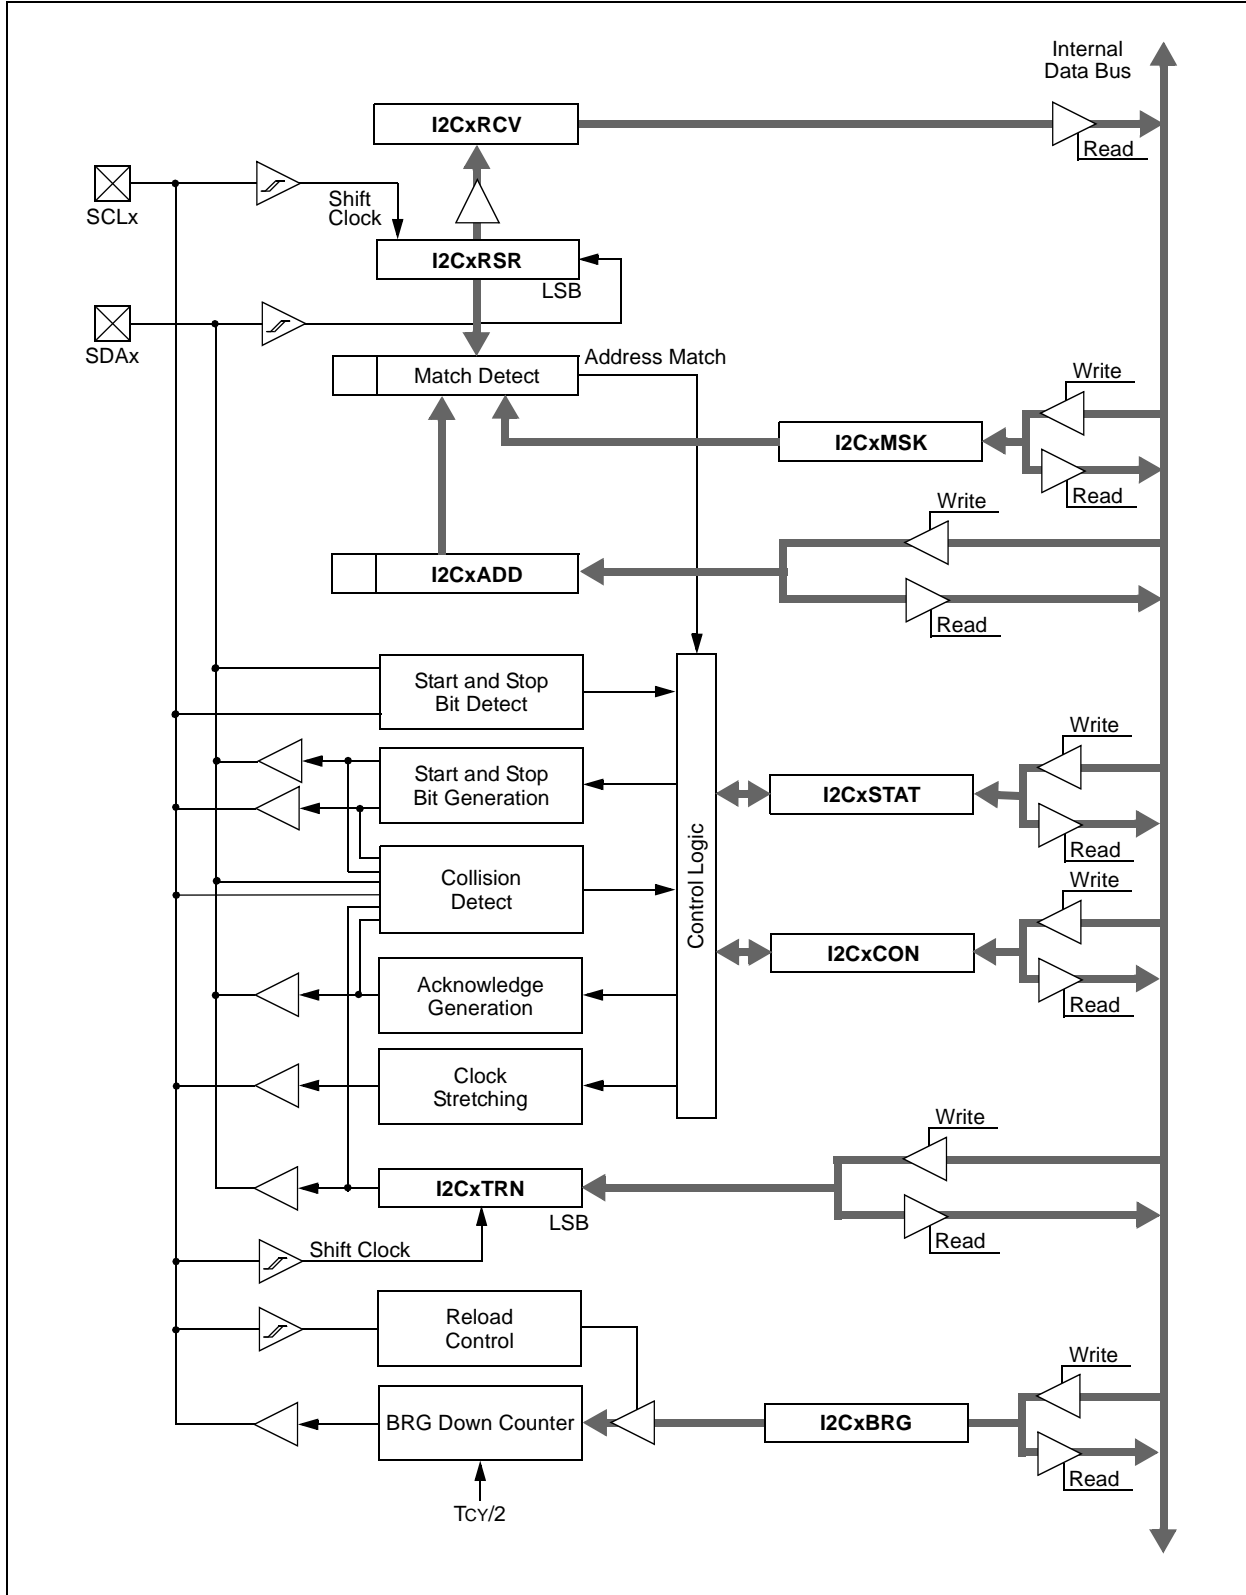 Internal
Data Bus
I2CxRCV
Read
SCLx
Shift
Clock
I2CxRSR
LSB
SDAx
Address Match
Match Detect
Write
I2CxMSK
Read
Write
I2CxADD
Read
Start and Stop
Bit Detect
Write
Start and Stop
Bit Generation
I2CxSTAT
Control Logic
Read
Collision
Detect
Write
I2CxCON
Acknowledge
Generation
Read
Clock
Stretching
Write
I2CxTRN
LSB
Read
Shift Clock
Reload
Control
Write
BRG Down Counter
I2CxBRG
Read
TCY/2